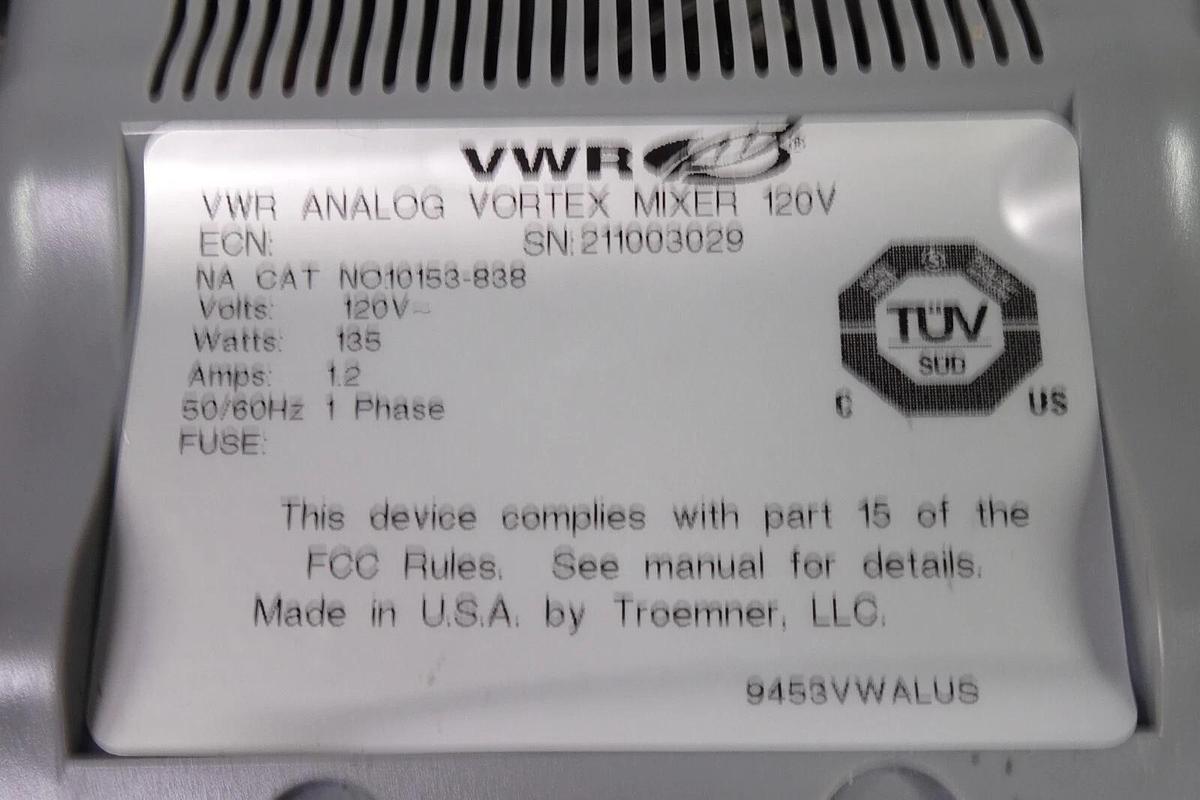 VWR
VWR ANALOG VORTEX MIXER 120V
ECN: SN:211003029
NA CAT NO.10153-838
Volts: 120V~
Watts: 135
Amps: 1.2
50/60Hz 1 Phase
FUSE:
TÜV
SÜD
C US
This device complies with part 15 of the
FCC Rules. See manual for details.
Made in U.S.A. by Troemner, LLC.
9453VWALUS